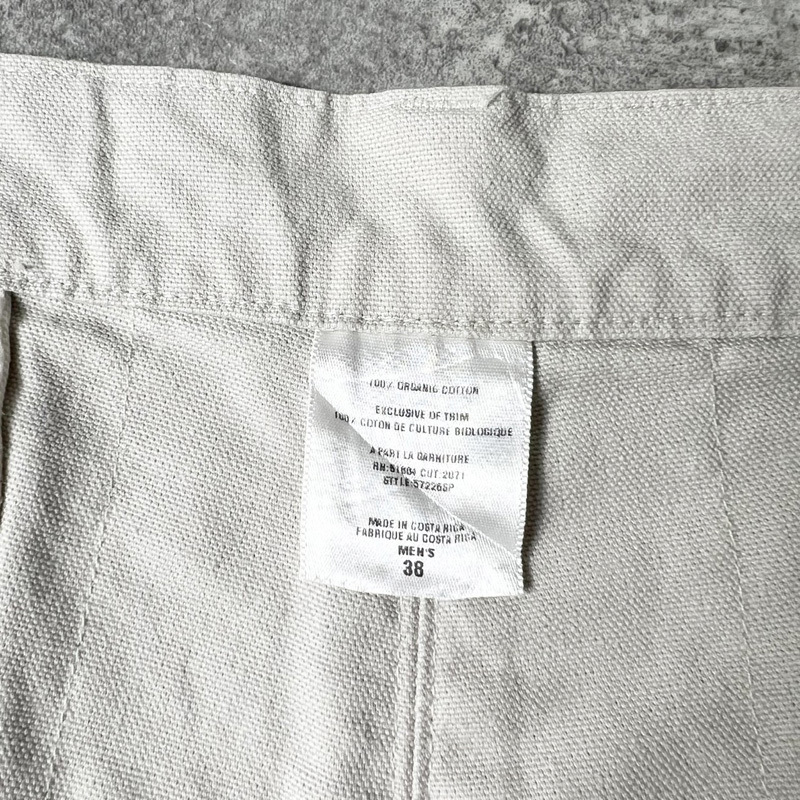 100% ORGANIC COTTON
EXCLUSIVE OF TRIM
100% COTON DE CULTURE BIOLOGIQUE
A PART LA GARNITURE
RN:51884 CUT:2071
STYLE:57226SP
MADE IN COSTA RICA
FABRIQUE AU COSTA RICA
MEN'S
38